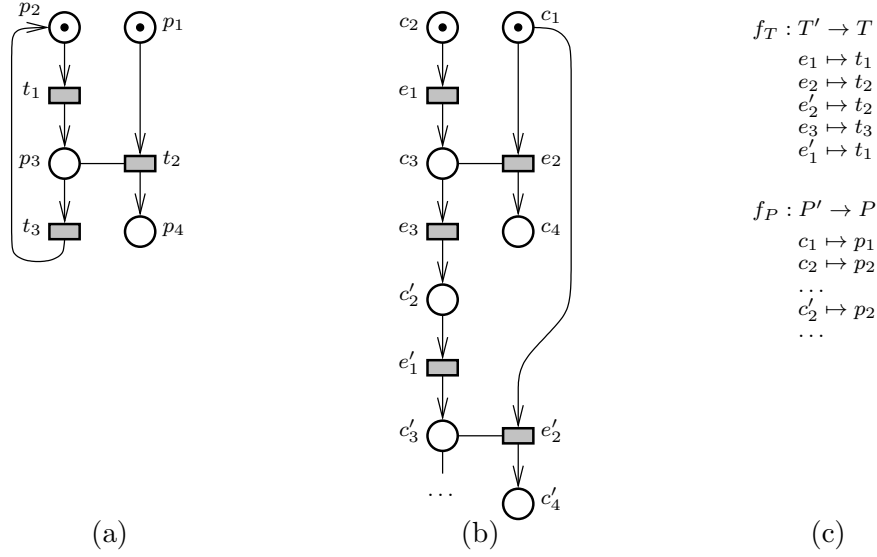 p₂ p₁
t₁
p₃ t₂
t₃ p₄
(a)
c₂ c₁
e₁
c₃ e₂
e₃ c₄
c′₂
e′₁
c′₃ e′₂
. . .
c′₄
(b)
f_T : T′ → T
e₁ ↦ t₁
e₂ ↦ t₂
e′₂ ↦ t₂
e₃ ↦ t₃
e′₁ ↦ t₁
f_P : P′ → P
c₁ ↦ p₁
c₂ ↦ p₂
. . .
c′₂ ↦ p₂
. . .
(c)